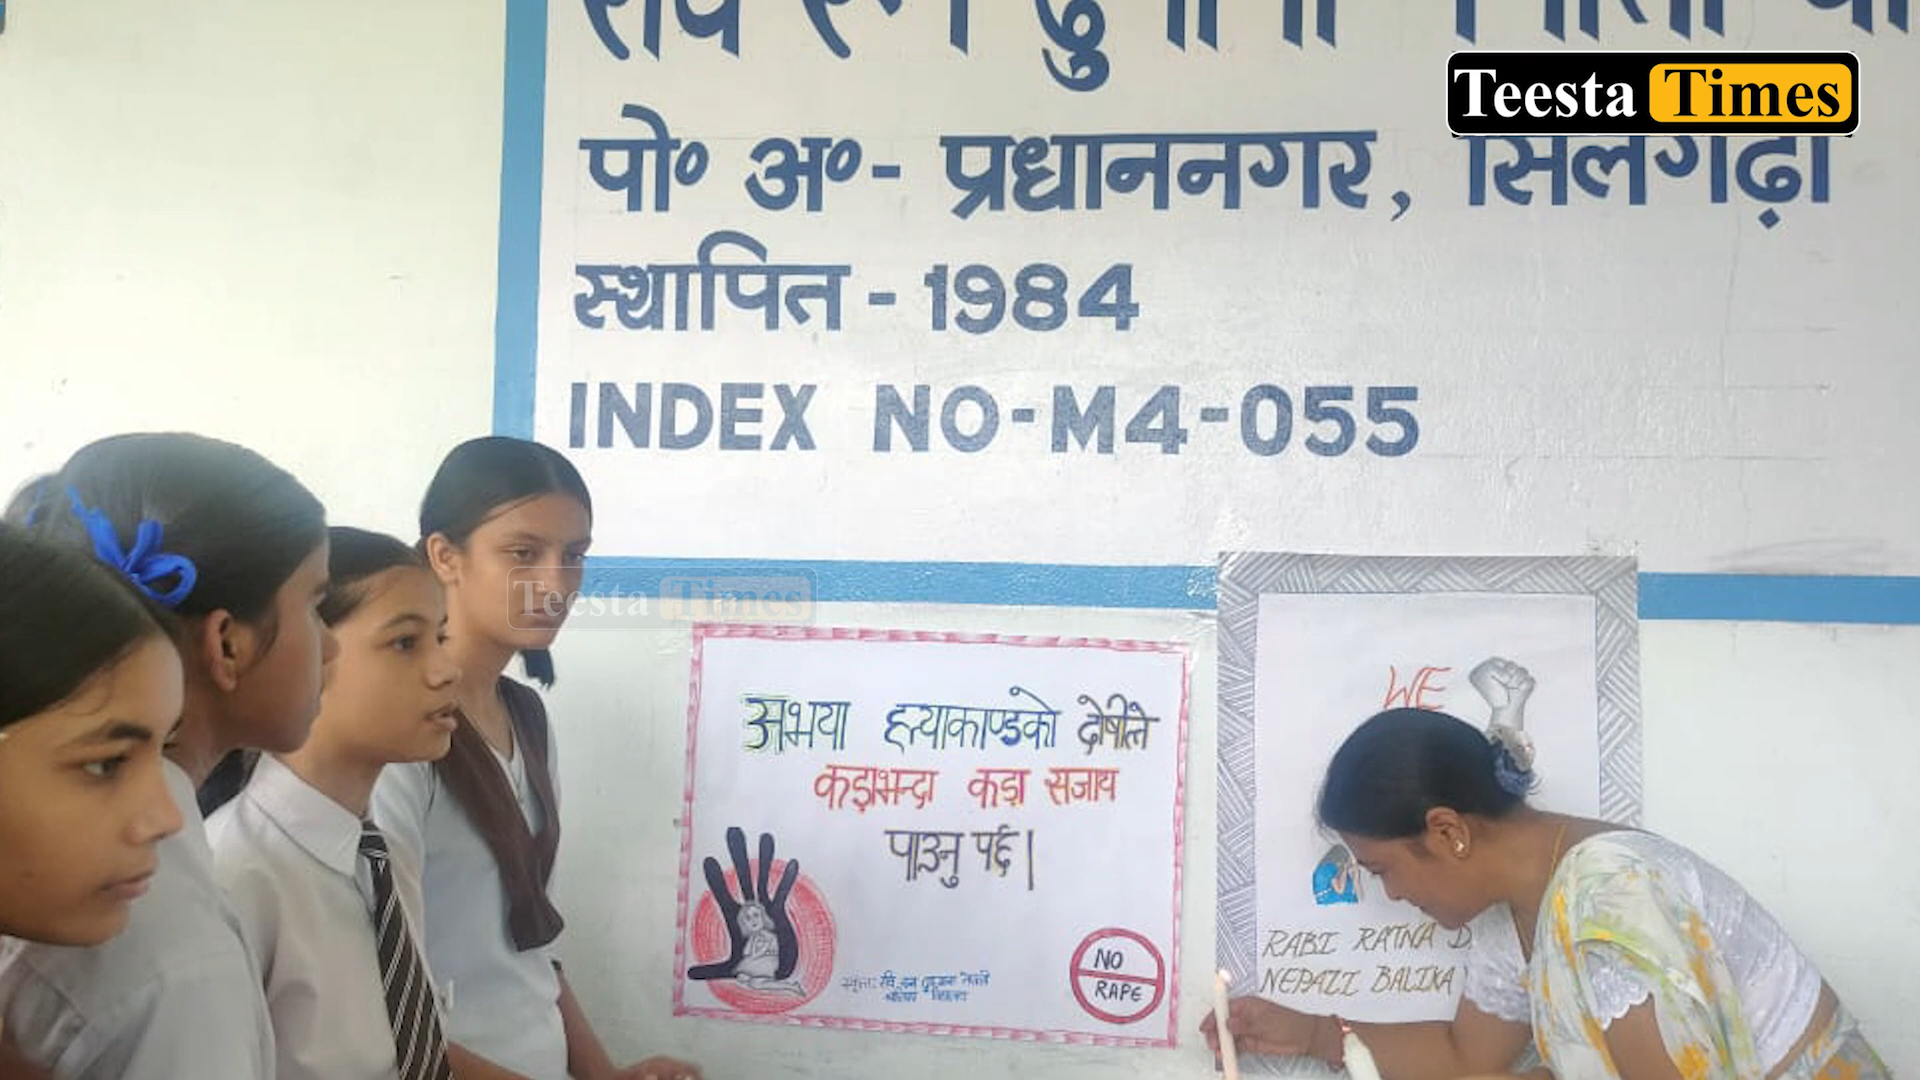 Teesta Times
पो॰ अ॰- प्रधाननगर, सिलगढ़ी
स्थापित - 1984
INDEX NO-M4-055
Teesta Times
अभया हत्याकाण्डको दोषीले
कडाभन्दा कडा सजाय
पाउनु पर्छ।
NO
RAPE
WE
RABI RATNA D.
NEPALI BALIKA